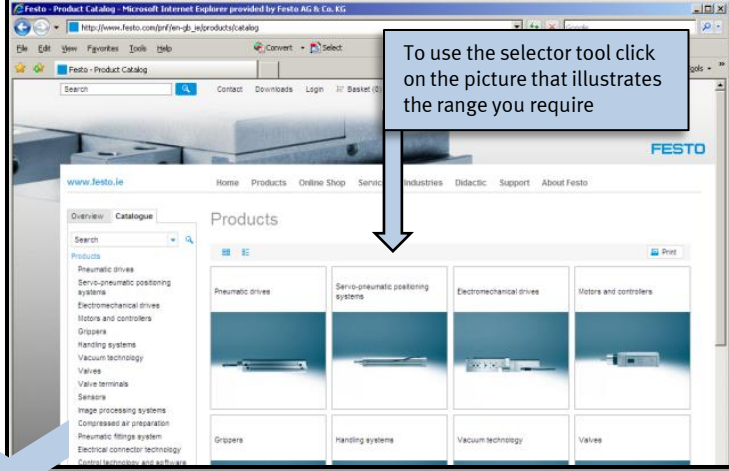 Festo - Product Catalog - Microsoft Internet Explorer provided by Festo AG & Co. KG
http://www.festo.com/pnf/en-gb_ie/products/catalog
Google
File Edit View Favorites Tools Help
Convert Select
Festo - Product Catalog
To use the selector tool click
on the picture that illustrates
the range you require
Search
Contact Downloads Login Basket (0)
FESTO
www.festo.ie
Home Products Online Shop Industries Didactic Support About Festo
Overview Catalogue
Products
Search
Print
Products
Pneumatic drives
Servo-pneumatic positioning
systems
Electromechanical drives
Motors and controllers
Grippers
Handling systems
Vacuum technology
Valves
Valve terminals
Sensors
Image processing systems
Compressed air preparation
Pneumatic fittings system
Electrical connector technology
Control technology and software
Pneumatic drives
Servo-pneumatic positioning
systems
Electromechanical drives
Motors and controllers
Grippers
Handling systems
Vacuum technology
Valves